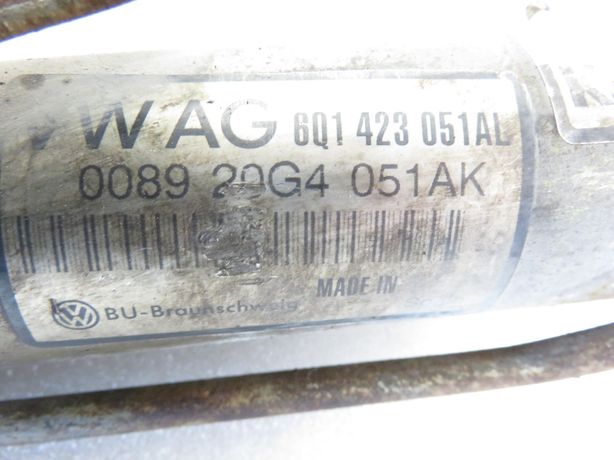 VW AG 6Q1 423 051AL
0089 20G4 051AK
MADE IN
BU-Braunschweig